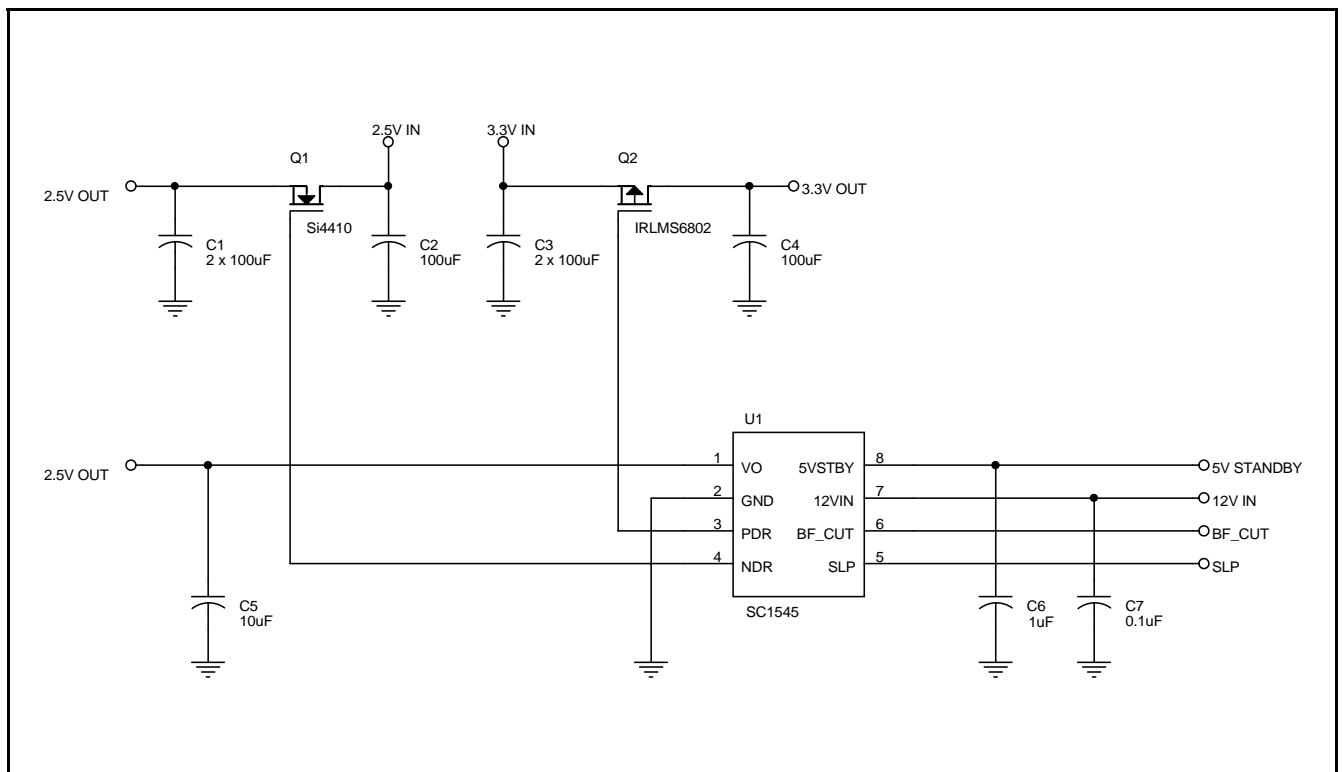 2.5V IN
3.3V IN
Q1
Q2
2.5V OUT
3.3V OUT
Si4410
IRLMS6802
C1
2 x 100uF
C2
100uF
C3
2 x 100uF
C4
100uF
U1
2.5V OUT
1
VO
5VSTBY
8
5V STANDBY
2
GND
12VIN
7
12V IN
3
PDR
BF_CUT
6
BF_CUT
4
NDR
SLP
5
SLP
SC1545
C5
10uF
C6
1uF
C7
0.1uF